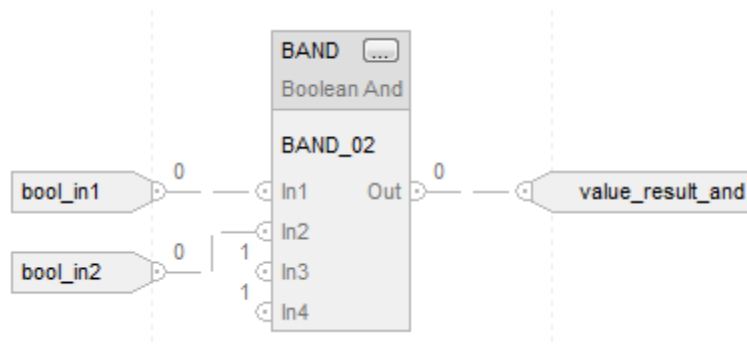 BAND ...
Boolean And
BAND_02
0 0
bool_in1 In1 Out value_result_and
In2
0 1
bool_in2 In3
1
In4